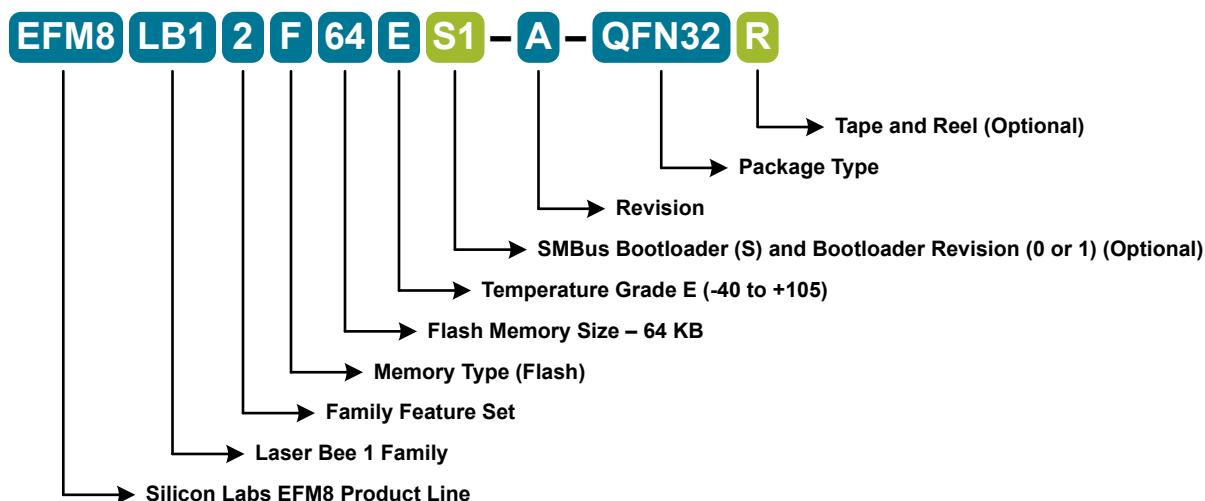 EFM8 LB1 2 F 64 E S1 – A – QFN32 R
Tape and Reel (Optional)
Package Type
Revision
SMBus Bootloader (S) and Bootloader Revision (0 or 1) (Optional)
Temperature Grade E (-40 to +105)
Flash Memory Size – 64 KB
Memory Type (Flash)
Family Feature Set
Laser Bee 1 Family
Silicon Labs EFM8 Product Line